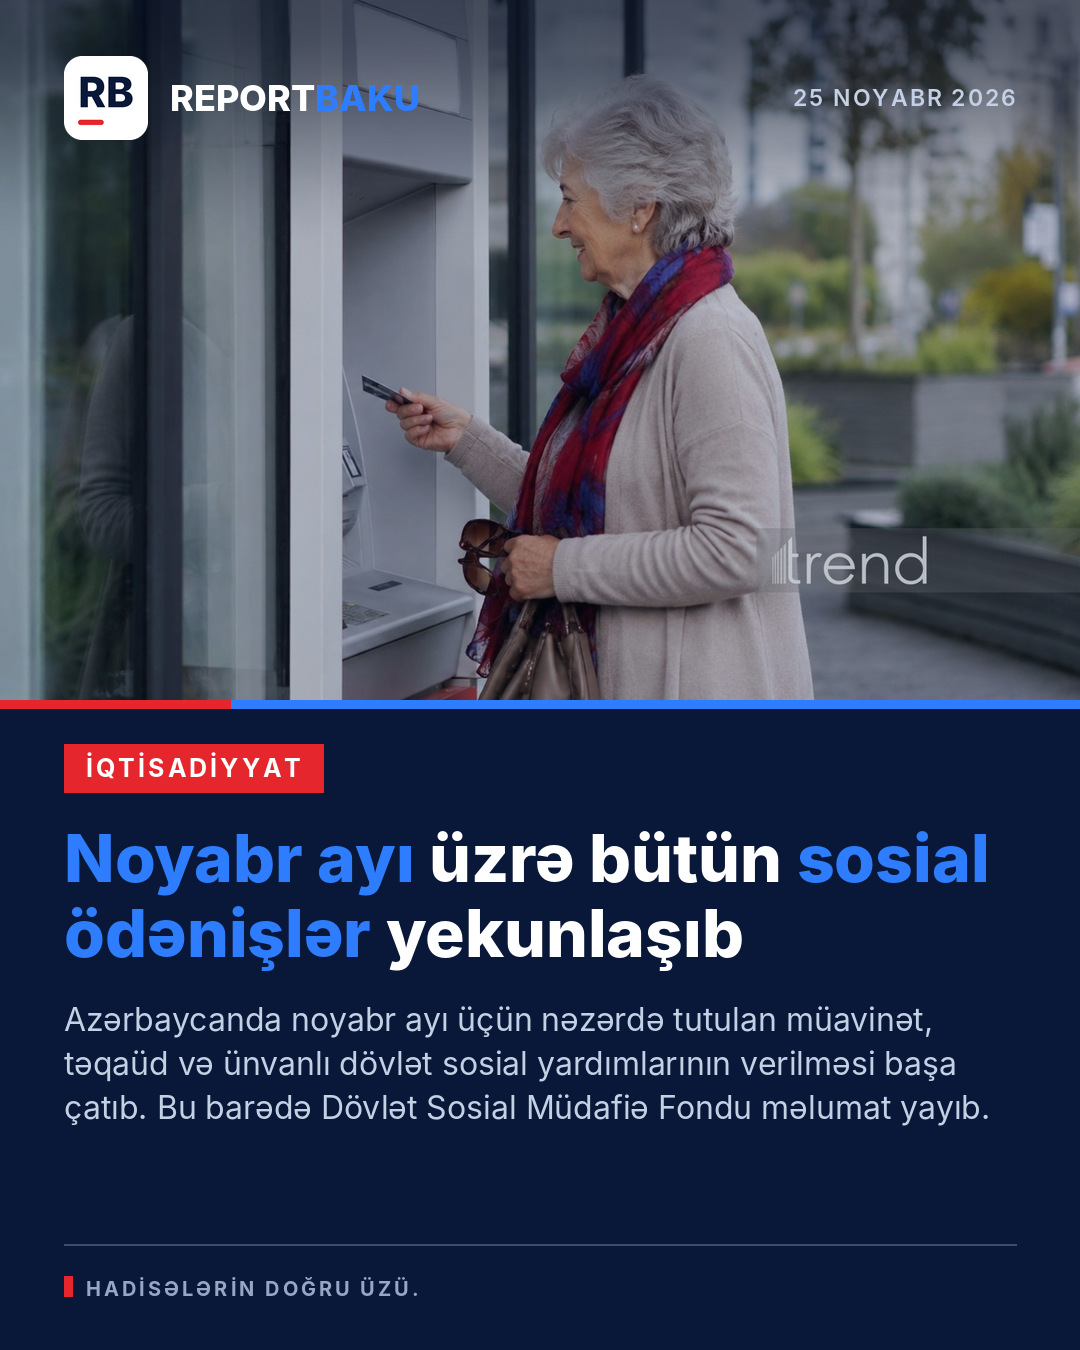 RB
REPORTBAKU
25 NOYABR 2026
trend
İQTİSADİYYAT
Noyabr ayı üzrə bütün sosial
ödənişlər yekunlaşıb
Azərbaycanda noyabr ayı üçün nəzərdə tutulan müavinət,
təqaüd və ünvanlı dövlət sosial yardımlarının verilməsi başa
çatıb. Bu barədə Dövlət Sosial Müdafiə Fondu məlumat yayıb.
HADİSƏLƏRİN DOĞRU ÜZÜ.